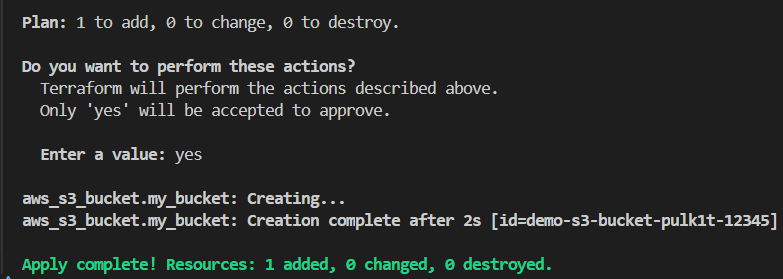 Plan: 1 to add, 0 to change, 0 to destroy.
Do you want to perform these actions?
Terraform will perform the actions described above.
Only 'yes' will be accepted to approve.
Enter a value: yes
aws_s3_bucket.my_bucket: Creating...
aws_s3_bucket.my_bucket: Creation complete after 2s [id=demo-s3-bucket-pulk1t-12345]
Apply complete! Resources: 1 added, 0 changed, 0 destroyed.